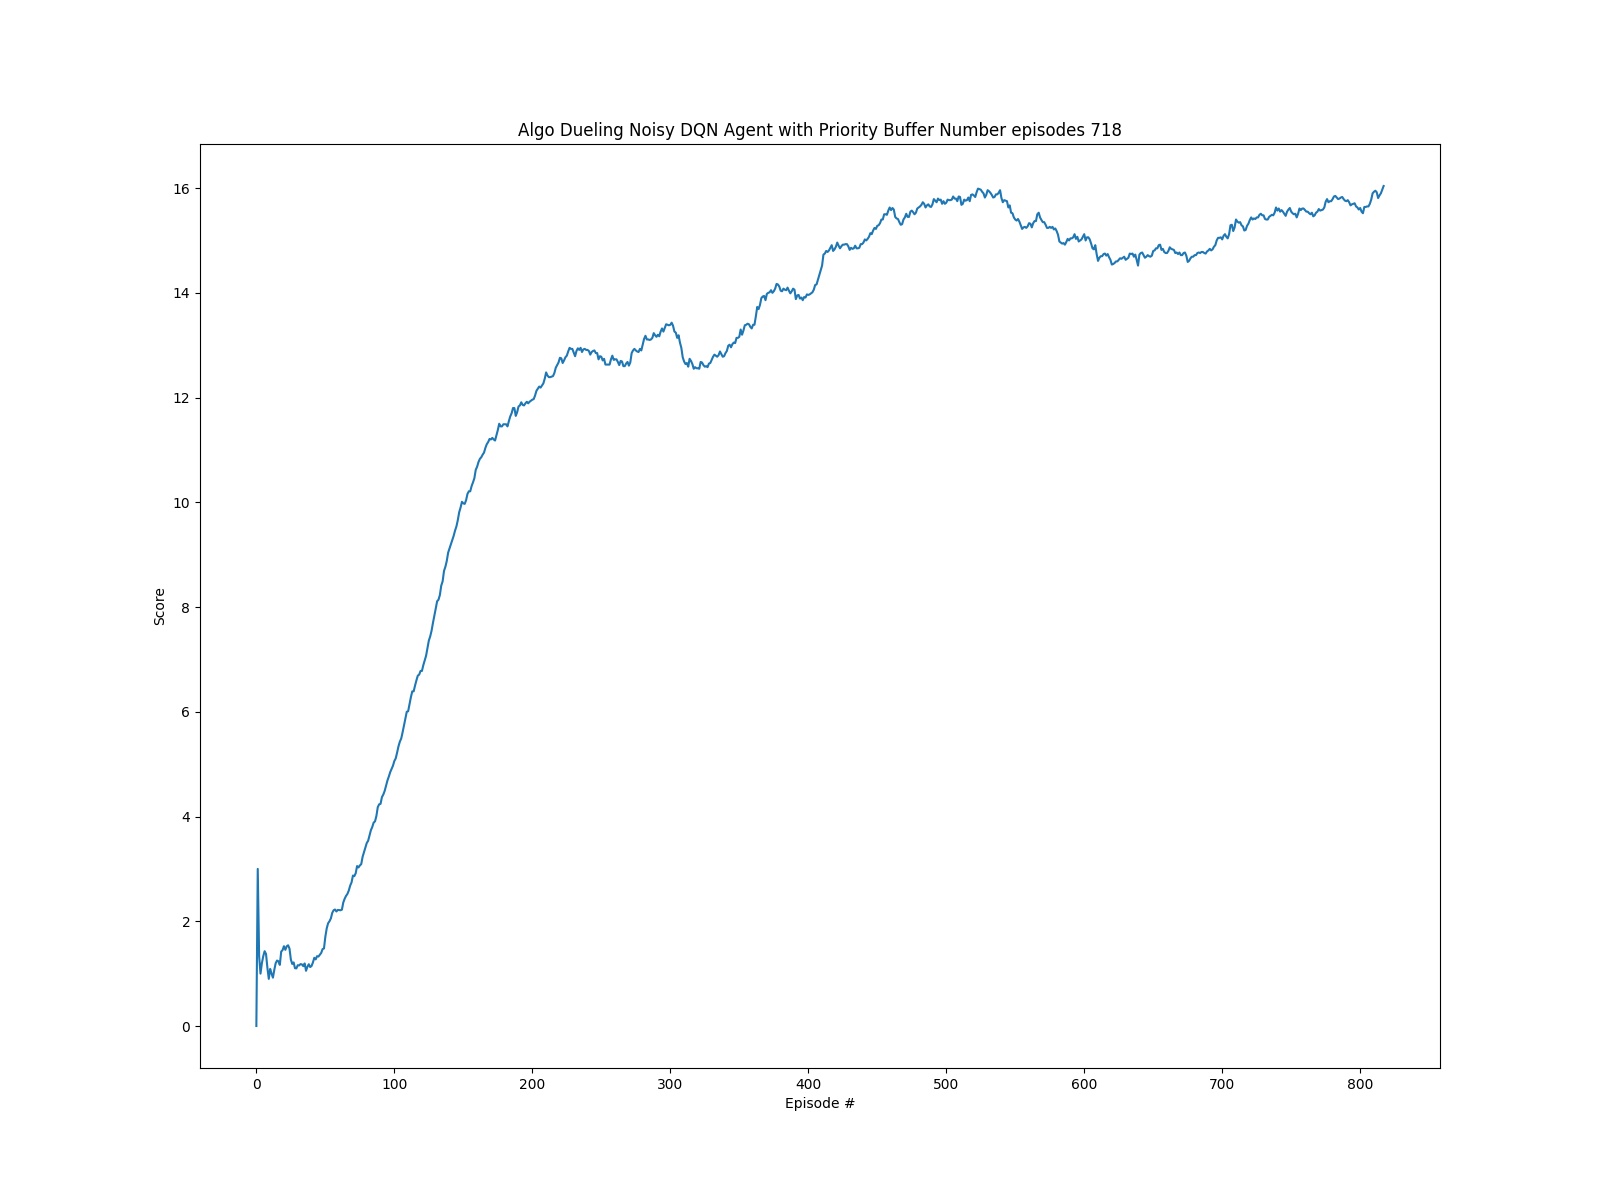 Algo Dueling Noisy DQN Agent with Priority Buffer Number episodes 718
16
14
12
10
8
6
4
2
0
Score
0 100 200 300 400 500 600 700 800
Episode #